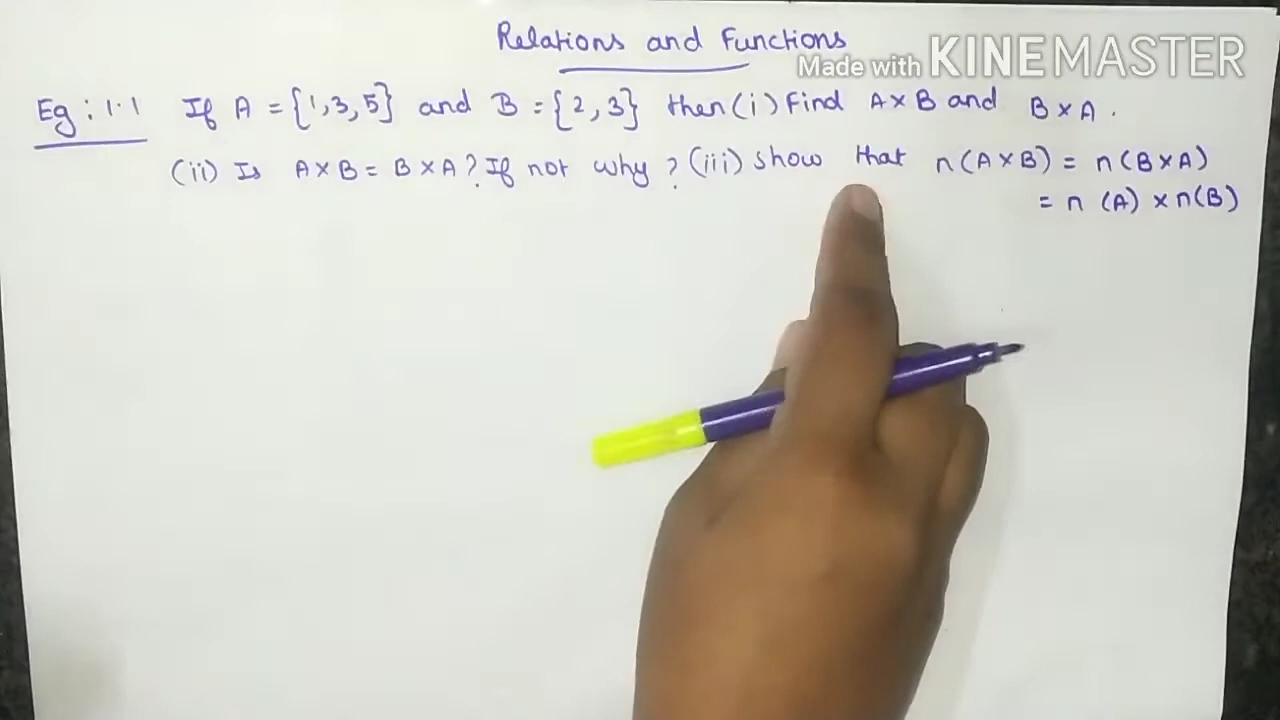 Relations and Functions
Made with KINEMASTER
Eg: 1.1 If A = {1,3,5} and B = {2,3} then (i) Find A×B and B×A.
(ii) Is A×B = B×A? If not why? (iii) show that n(A×B) = n(B×A)
= n (A) × n(B)